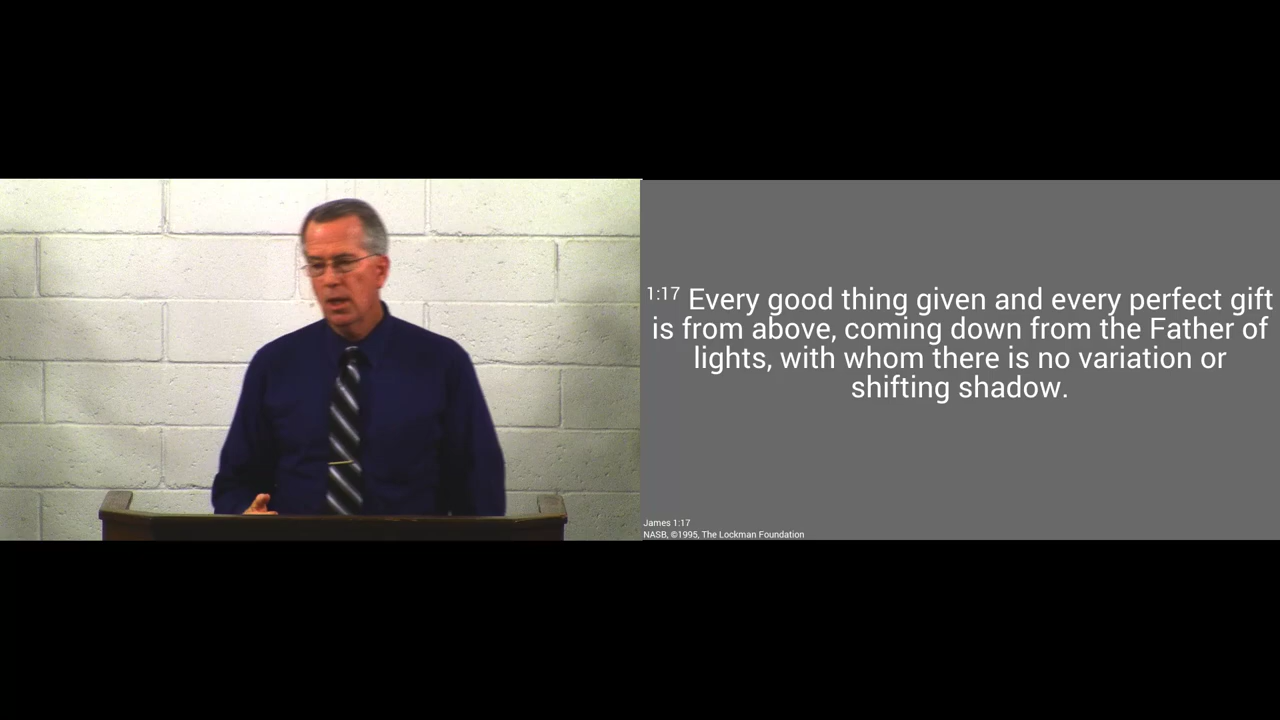 1:17 Every good thing given and every perfect gift
is from above, coming down from the Father of
lights, with whom there is no variation or
shifting shadow.
James 1:17
NASB, ©1995, The Lockman Foundation